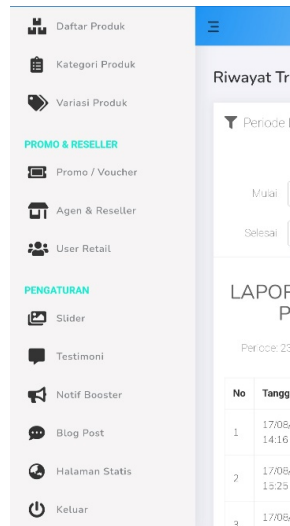 Daftar Produk
Kategori Produk
Variasi Produk
PROMO & RESELLER
Promo / Voucher
Agen & Reseller
User Retail
PENGATURAN
Slider
Testimoni
Notif Booster
Blog Post
Halaman Statis
Keluar
Riwayat Tr
Periode
Mulai
Selesai
LAPOR
P
Periode: 23
No Tangg
1 17/08/
14:16
2 17/08/
15:25
3 17/08/